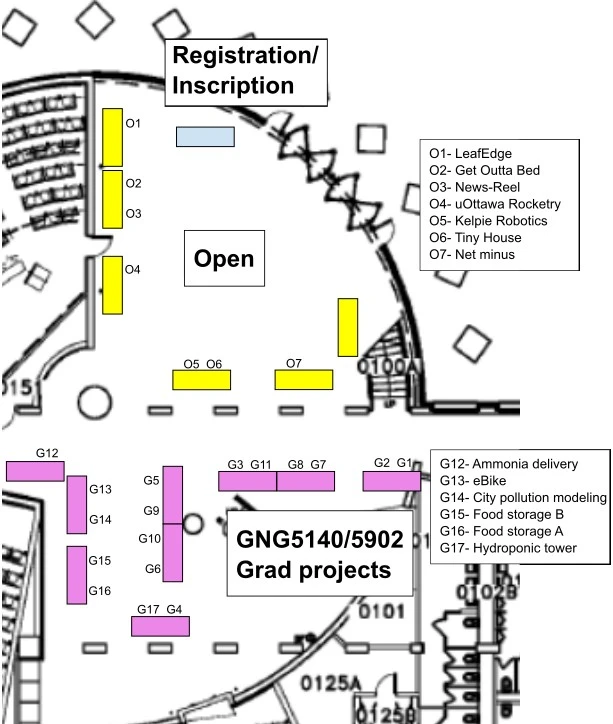 Registration/
Inscription
O1
O2
O3
O4
Open
O1- LeafEdge
O2- Get Outta Bed
O3- News-Reel
O4- uOttawa Rocketry
O5- Kelpie Robotics
O6- Tiny House
O7- Net minus
O5 O6
O7
0100A
UP
015
G12
G13
G14
G15
G16
G5
G9
G10
G6
G17 G4
G3 G11 G8 G7
G2 G1
GNG5140/5902
Grad projects
G12- Ammonia delivery
G13- eBike
G14- City pollution modeling
G15- Food storage B
G16- Food storage A
G17- Hydroponic tower
0102B
0101
0125A
0125B